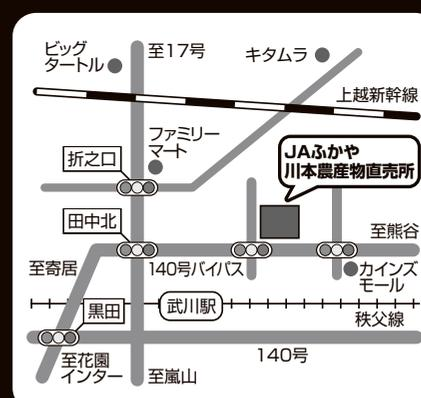 ビッグ
タートル
至17号
キタムラ
上越新幹線
ファミリー
マート
折之口
JAふかや
川本農産物直売所
田中北
至熊谷
至寄居
140号バイパス
カインズ
モール
武川駅
秩父線
黒田
140号
至花園
インター
至嵐山